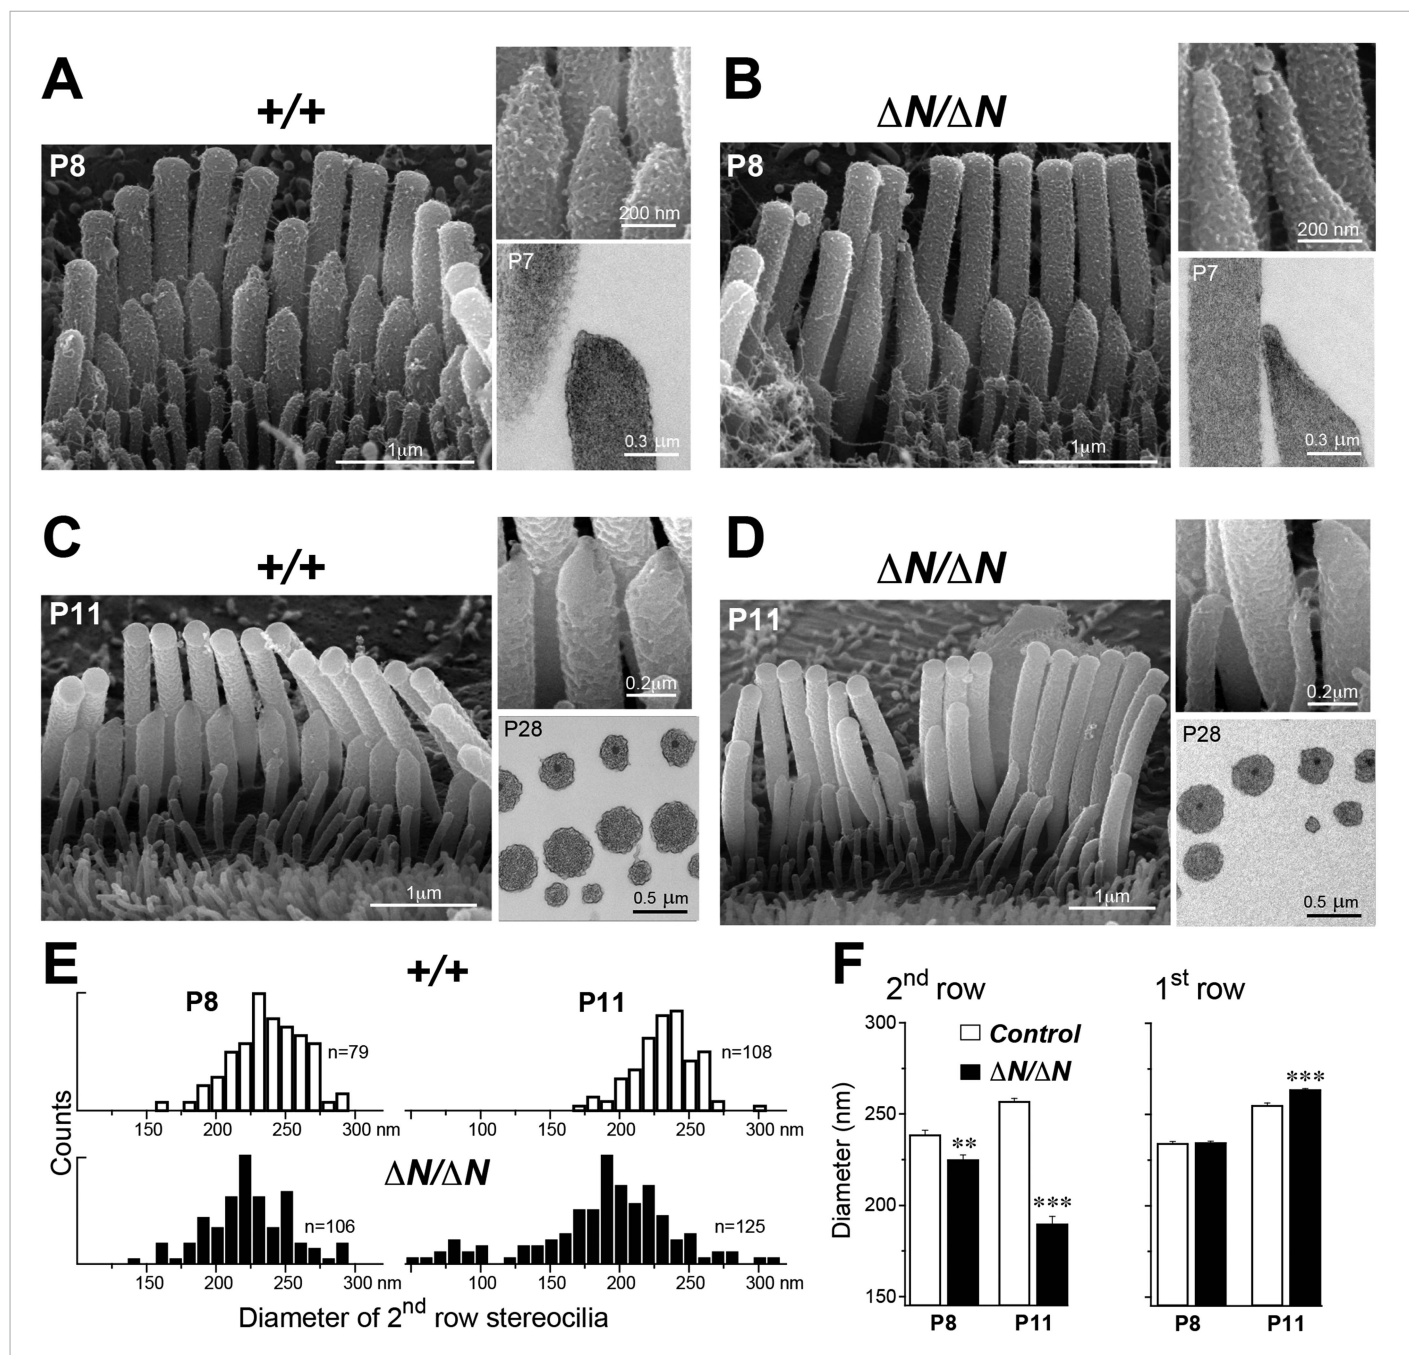 A
+/+
P8
1μm
200 nm
P7
0.3 μm
B
ΔN/ΔN
P8
1μm
200 nm
P7
0.3 μm
C
+/+
P11
1μm
0.2μm
P28
0.5 μm
D
ΔN/ΔN
P11
1μm
0.2μm
P28
0.5 μm
E
+/+
P8
n=79
150 200 250 300 nm
P11
n=108
150 200 250 300 nm
Counts
ΔN/ΔN
n=106
150 200 250 300 nm
n=125
100 150 200 250 300 nm
Diameter of 2nd row stereocilia
F
2nd row
1st row
Control
ΔN/ΔN
Diameter (nm)
300
250
200
150
**
***
***
P8 P11
P8 P11